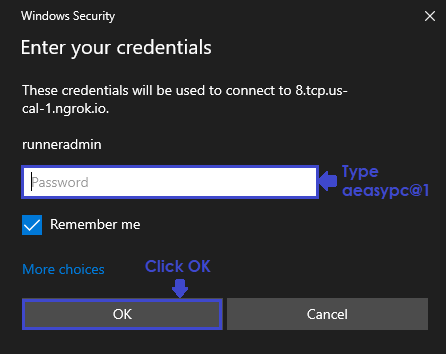 Windows Security
Enter your credentials
These credentials will be used to connect to 8.tcp.us-
cal-1.ngrok.io.
runneradmin
Password
Type
aeasypc@1
Remember me
More choices
Click OK
OK
Cancel